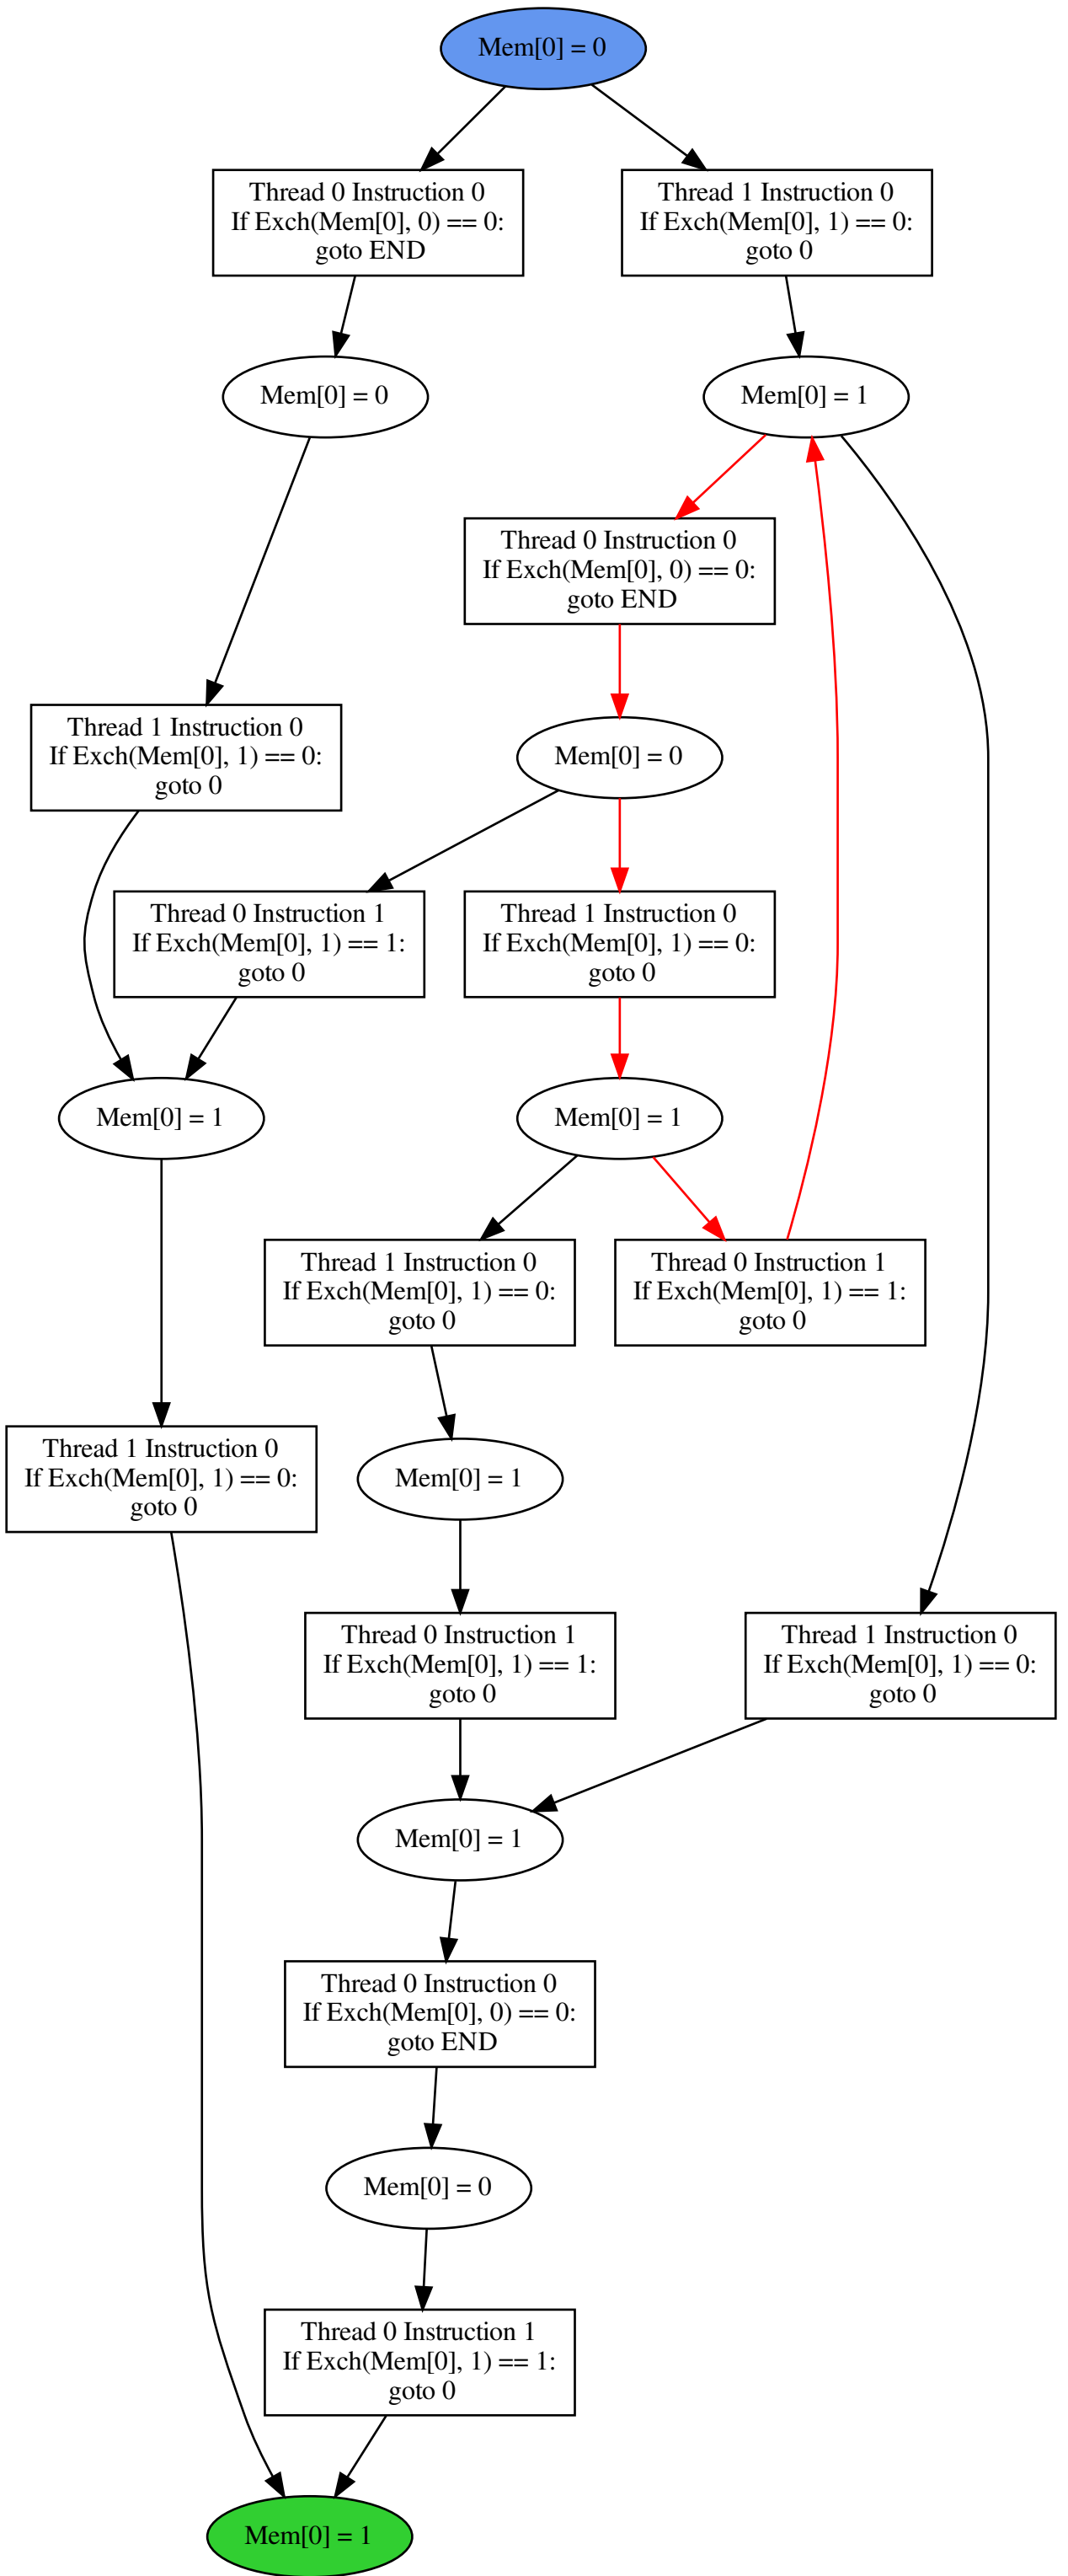 Mem[0] = 0
Thread 0 Instruction 0
If Exch(Mem[0], 0) == 0:
goto END
Thread 1 Instruction 0
If Exch(Mem[0], 1) == 0:
goto 0
Mem[0] = 0
Mem[0] = 1
Thread 0 Instruction 0
If Exch(Mem[0], 0) == 0:
goto END
Thread 1 Instruction 0
If Exch(Mem[0], 1) == 0:
goto 0
Mem[0] = 0
Thread 0 Instruction 1
If Exch(Mem[0], 1) == 1:
goto 0
Thread 1 Instruction 0
If Exch(Mem[0], 1) == 0:
goto 0
Mem[0] = 1
Mem[0] = 1
Thread 1 Instruction 0
If Exch(Mem[0], 1) == 0:
goto 0
Thread 0 Instruction 1
If Exch(Mem[0], 1) == 1:
goto 0
Thread 1 Instruction 0
If Exch(Mem[0], 1) == 0:
goto 0
Mem[0] = 1
Thread 0 Instruction 1
If Exch(Mem[0], 1) == 1:
goto 0
Thread 1 Instruction 0
If Exch(Mem[0], 1) == 0:
goto 0
Mem[0] = 1
Thread 0 Instruction 0
If Exch(Mem[0], 0) == 0:
goto END
Mem[0] = 0
Thread 0 Instruction 1
If Exch(Mem[0], 1) == 1:
goto 0
Mem[0] = 1